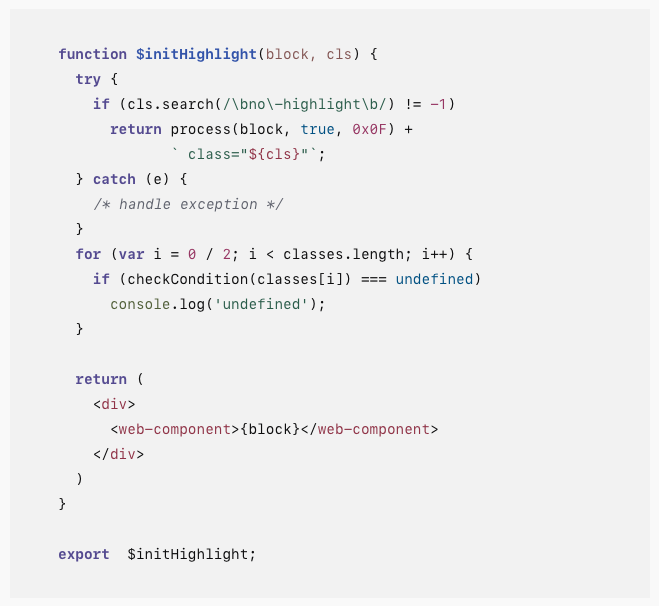 function $initHighlight(block, cls) {
  try {
    if (cls.search(/\bno\-highlight\b/) != -1)
      return process(block, true, 0x0F) +
             ` class="${cls}"`;
  } catch (e) {
    /* handle exception */
  }
  for (var i = 0 / 2; i < classes.length; i++) {
    if (checkCondition(classes[i]) === undefined)
      console.log('undefined');
  }

  return (
    <div>
      <web-component>{block}</web-component>
    </div>
  )
}

export  $initHighlight;